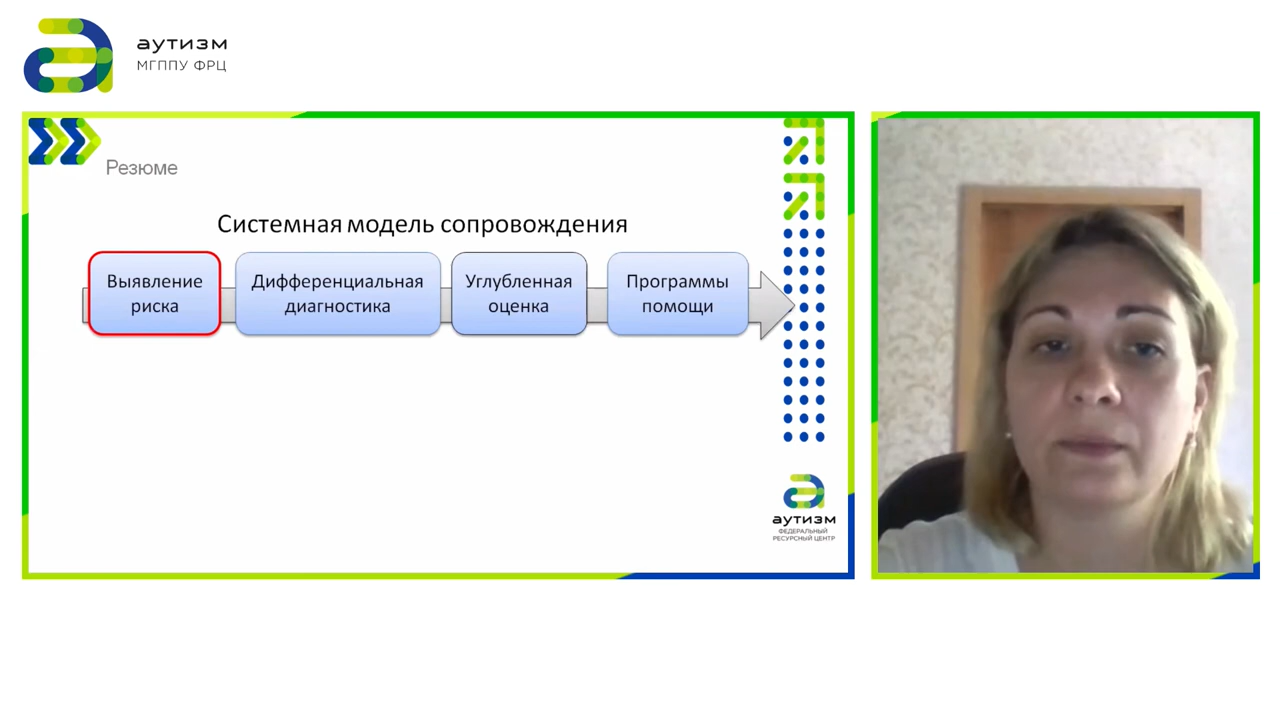 аутизм
МГППУ ФРЦ
Резюме
Системная модель сопровождения
Выявление
риска
Дифференциальная
диагностика
Углубленная
оценка
Программы
помощи
аутизм
ФЕДЕРАЛЬНЫЙ
РЕСУРСНЫЙ ЦЕНТР